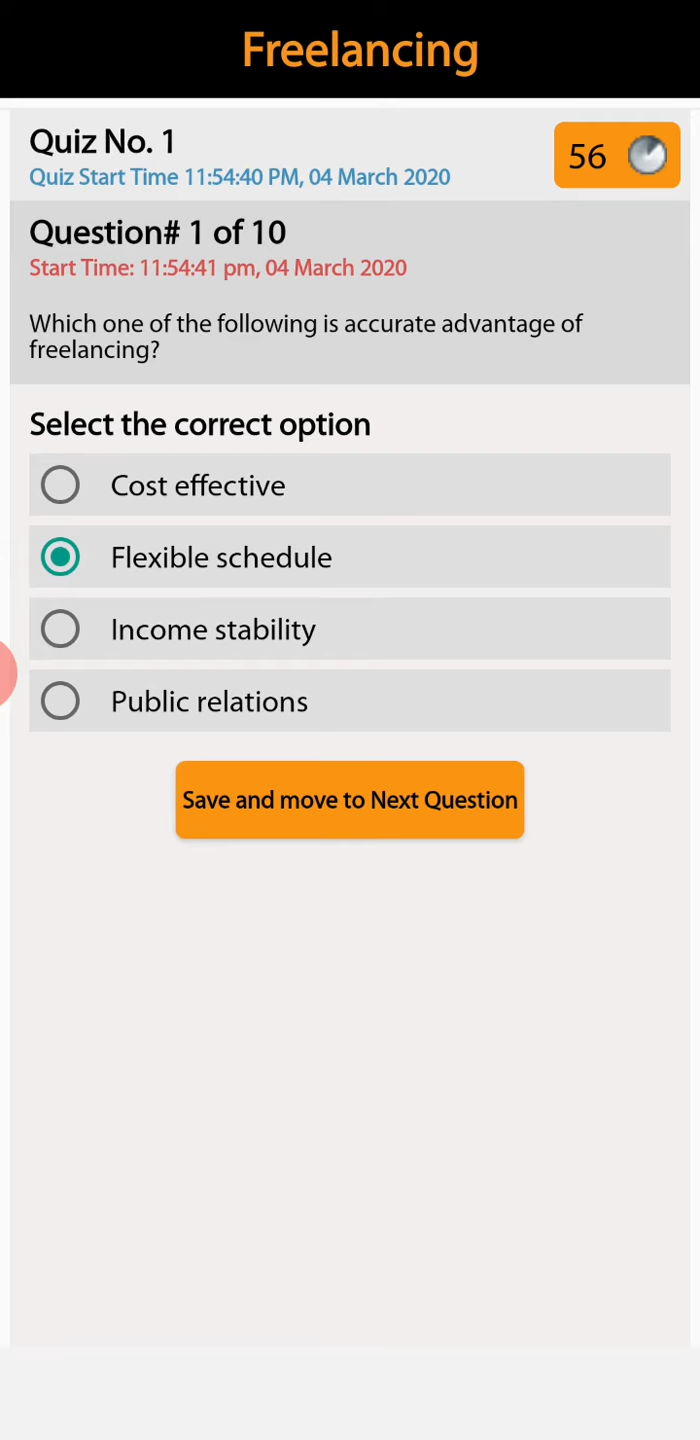 Freelancing
Quiz No. 1
56
Quiz Start Time 11:54:40 PM, 04 March 2020
Question# 1 of 10
Start Time: 11:54:41 pm, 04 March 2020
Which one of the following is accurate advantage of
freelancing?
Select the correct option
Cost effective
Flexible schedule
Income stability
Public relations
Save and move to Next Question